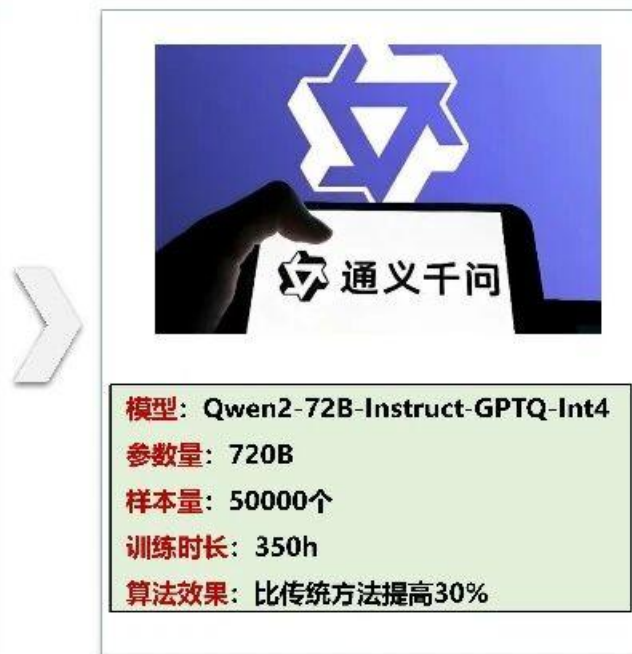 通义千问
模型：Qwen2-72B-Instruct-GPTQ-Int4
参数量：720B
样本量：50000个
训练时长：350h
算法效果：比传统方法提高30%